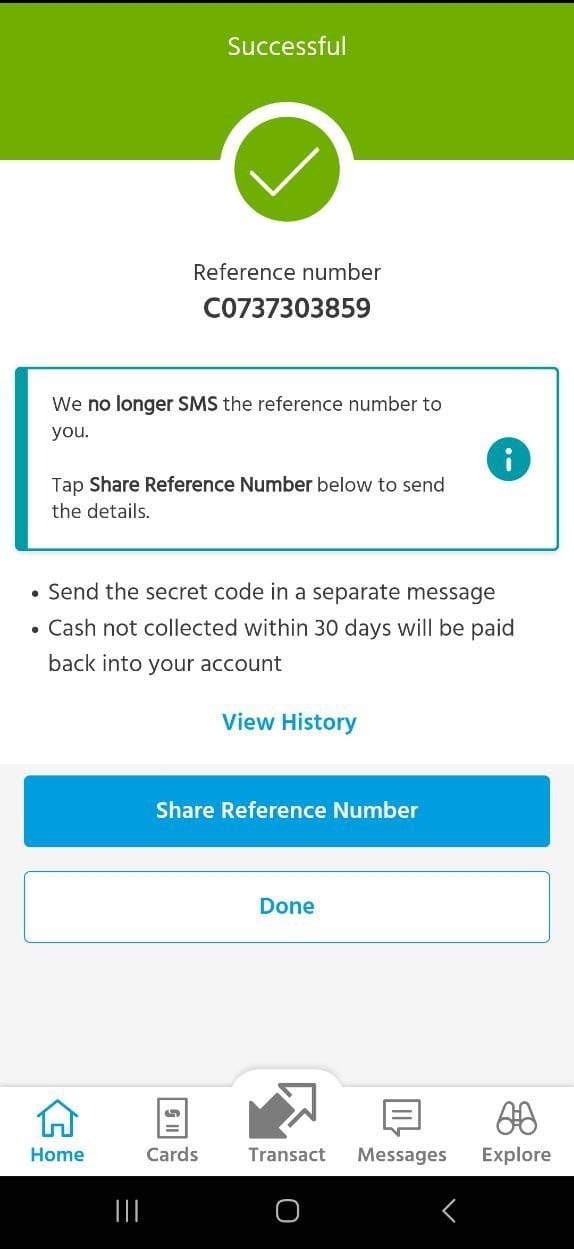 Successful
Reference number
C0737303859
We no longer SMS the reference number to
you.
Tap Share Reference Number below to send
the details.
• Send the secret code in a separate message
• Cash not collected within 30 days will be paid
back into your account
View History
Share Reference Number
Done
Home
Cards
Transact
Messages
Explore